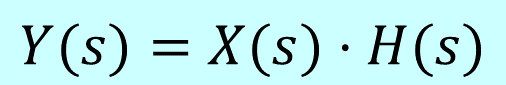 Y(s) = X(s) · H(s)